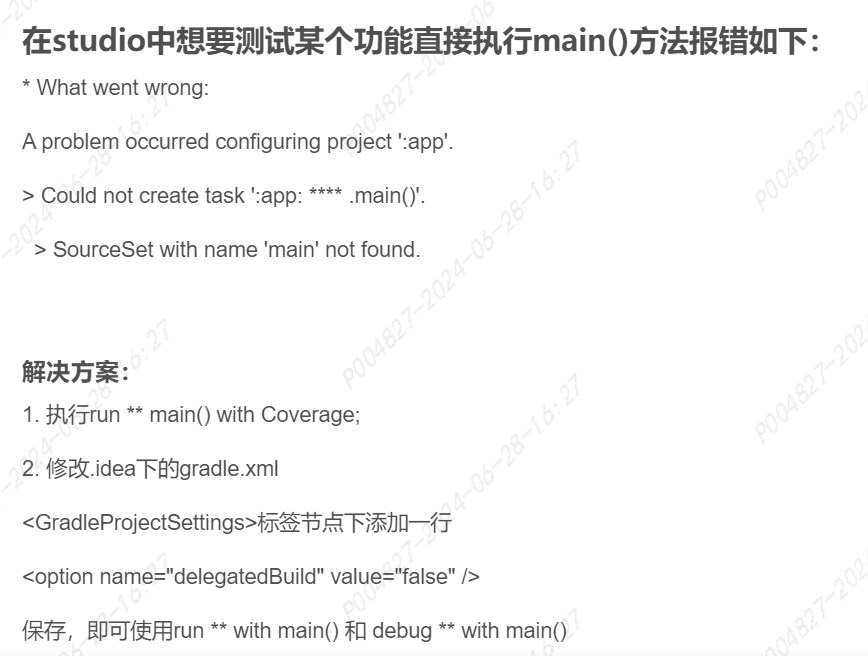 在studio中想要测试某个功能直接执行main()方法报错如下：
* What went wrong:
A problem occurred configuring project ':app'.
> Could not create task ':app: **** .main()'.
> SourceSet with name 'main' not found.
解决方案：
1. 执行run ** main() with Coverage;
2. 修改.idea下的gradle.xml
<GradleProjectSettings>标签节点下添加一行
<option name="delegatedBuild" value="false" />
保存，即可使用run ** with main() 和 debug ** with main()
P004827-2024-06-28-16:27